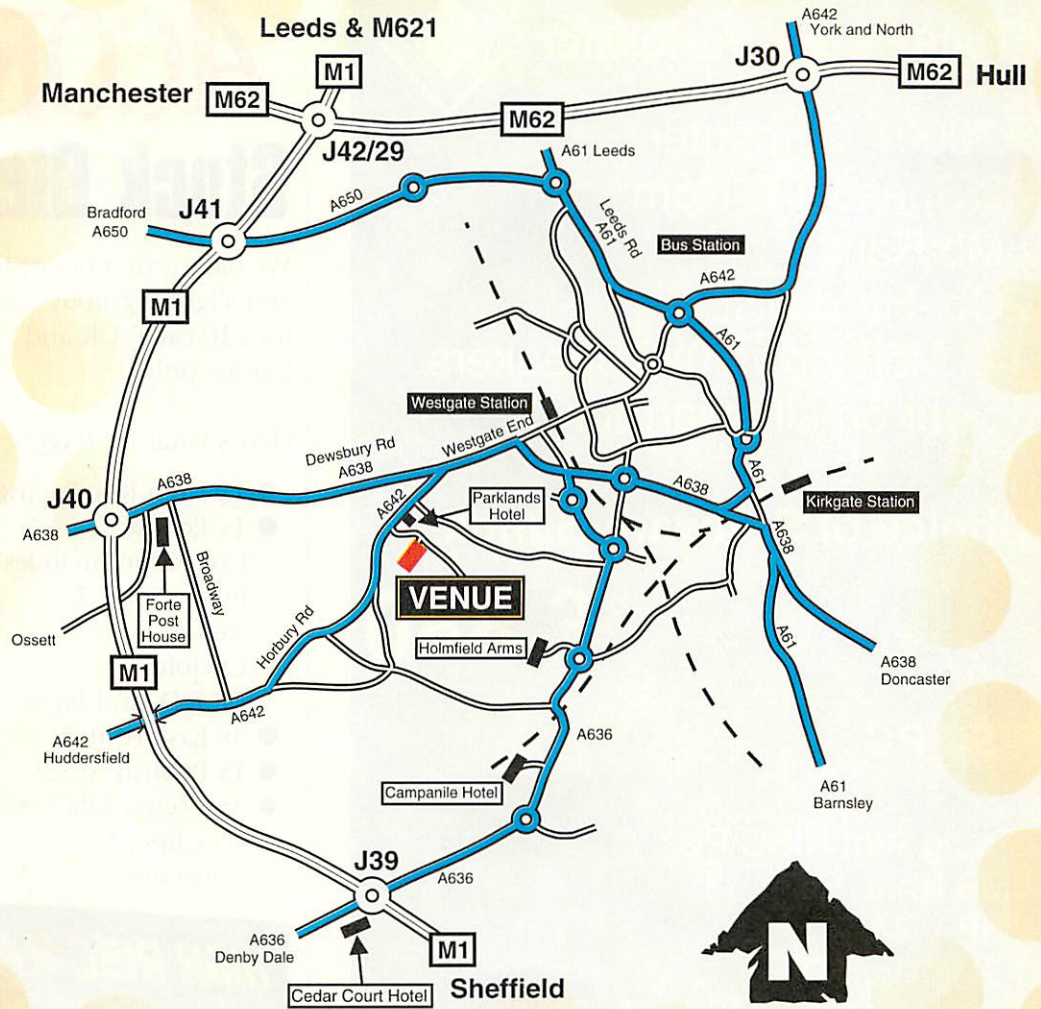 A642
York and North
Leeds & M621
J30
M1
M62
Hull
Manchester
M62
M62
J42/29
A61 Leeds
J41
A650
Bradford
A650
Leeds Rd
A61
Bus Station
A642
M1
A61
Westgate Station
Westgate End
Dewsbury Rd
A638
A638
J40
A638
A642
Parklands
Hotel
A638
A61
Kirkgate Station
A638
Broadway
VENUE
Forte
Post
House
Ossett
Horbury Rd
Holmfield Arms
A61
A638
Doncaster
M1
A642
A642
Huddersfield
A636
Campanile Hotel
A61
Barnsley
J39
A636
A636
Denby Dale
M1
N
Cedar Court Hotel
Sheffield